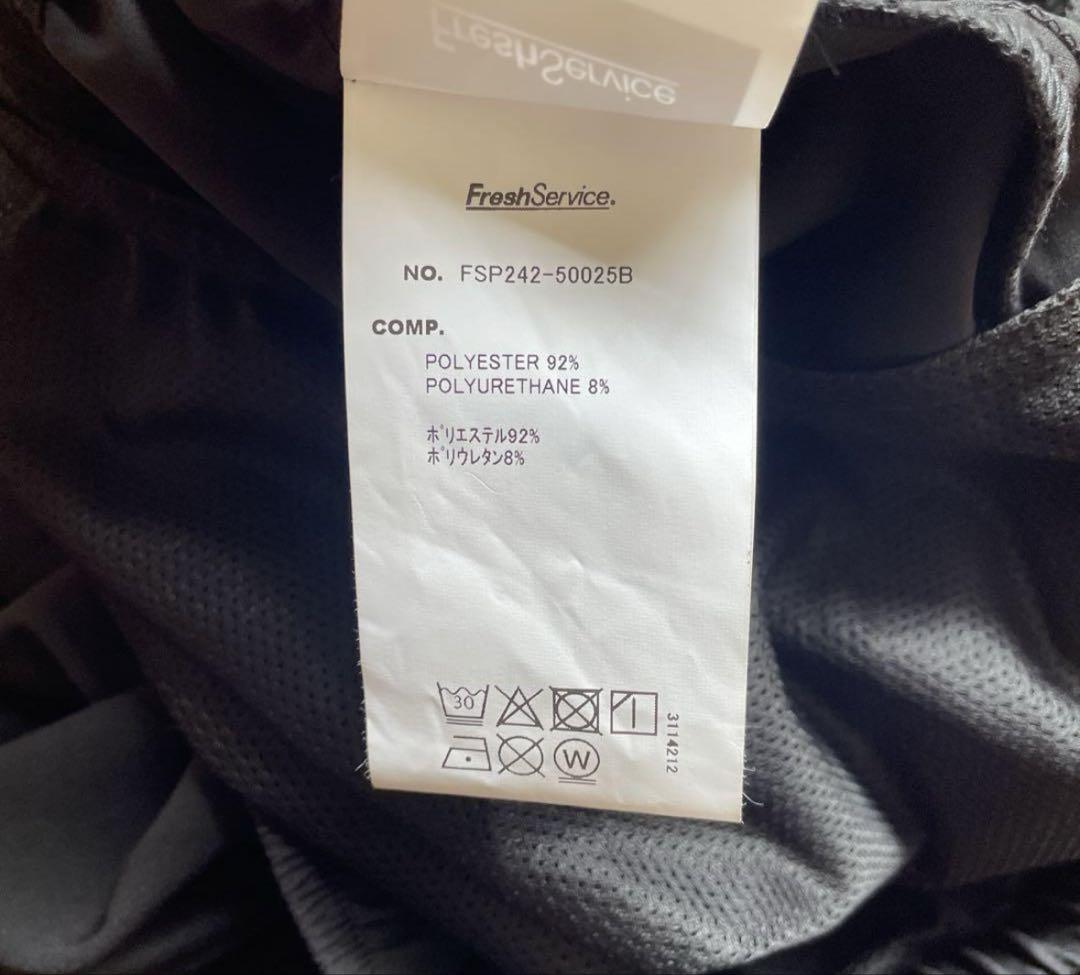 FreshService
FreshService.
NO. FSP242-50025B
COMP.
POLYESTER 92%
POLYURETHANE 8%
ﾎﾟﾘエステル92%
ﾎﾟﾘウレタン8%
30
W
3114212